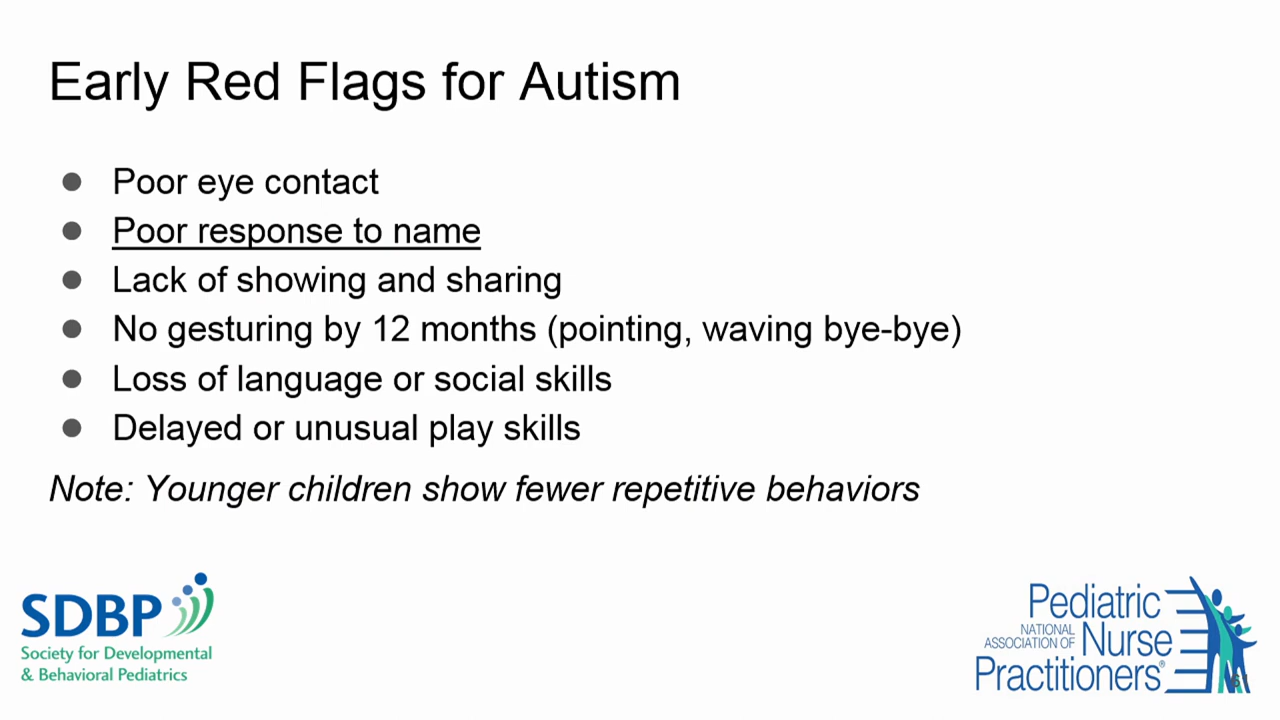 Early Red Flags for Autism
● Poor eye contact
● Poor response to name
● Lack of showing and sharing
● No gesturing by 12 months (pointing, waving bye-bye)
● Loss of language or social skills
● Delayed or unusual play skills
Note: Younger children show fewer repetitive behaviors
SDBP
Society for Developmental
& Behavioral Pediatrics
Pediatric
NATIONAL
ASSOCIATION OF
Nurse
Practitioners®